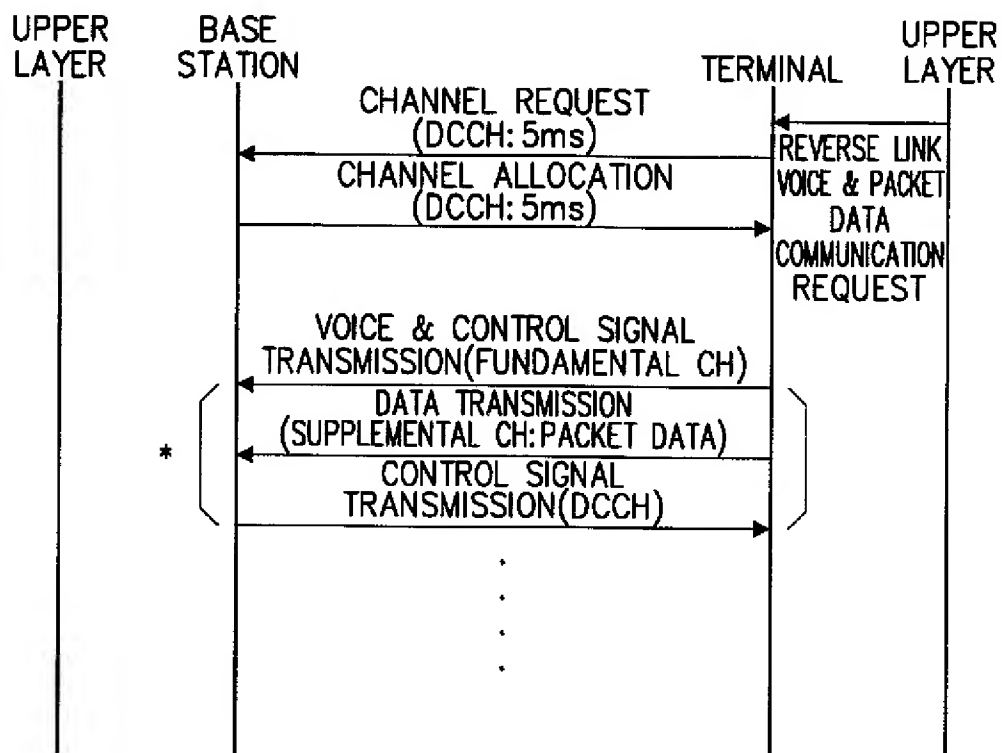 UPPER
LAYER
BASE
STATION
TERMINAL
UPPER
LAYER
CHANNEL REQUEST
(DCCH: 5ms)
CHANNEL ALLOCATION
(DCCH: 5ms)
REVERSE LINK
VOICE & PACKET
DATA
COMMUNICATION
REQUEST
VOICE & CONTROL SIGNAL
TRANSMISSION(FUNDAMENTAL CH)
DATA TRANSMISSION
(SUPPLEMENTAL CH:PACKET DATA)
*
CONTROL SIGNAL
TRANSMISSION(DCCH)